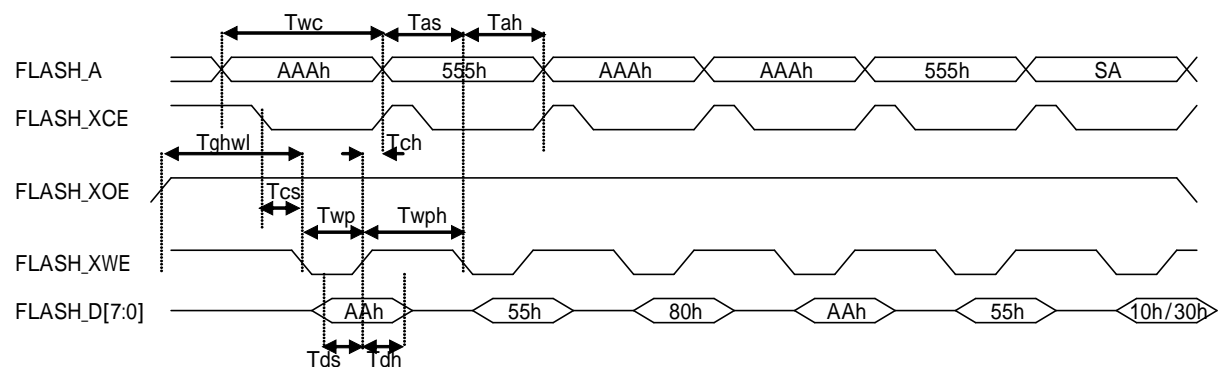 Twc Tas Tah
FLASH_A AAAh 555h AAAh AAAh 555h SA
FLASH_XCE
Tghwl Tch
FLASH_XOE
Tcs
Twp Twph
FLASH_XWE
FLASH_D[7:0] AAh 55h 80h AAh 55h 10h/30h
Tds Tdh